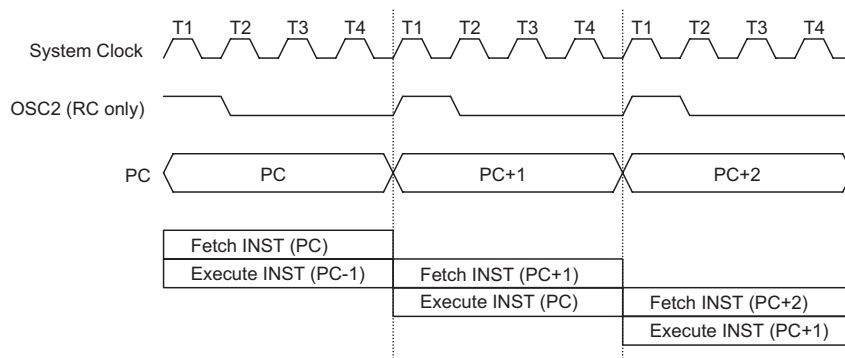 T1 T2 T3 T4 T1 T2 T3 T4 T1 T2 T3 T4
System Clock
OSC2 (RC only)
PC PC PC+1 PC+2
Fetch INST (PC)
Execute INST (PC-1) Fetch INST (PC+1)
Execute INST (PC) Fetch INST (PC+2)
Execute INST (PC+1)